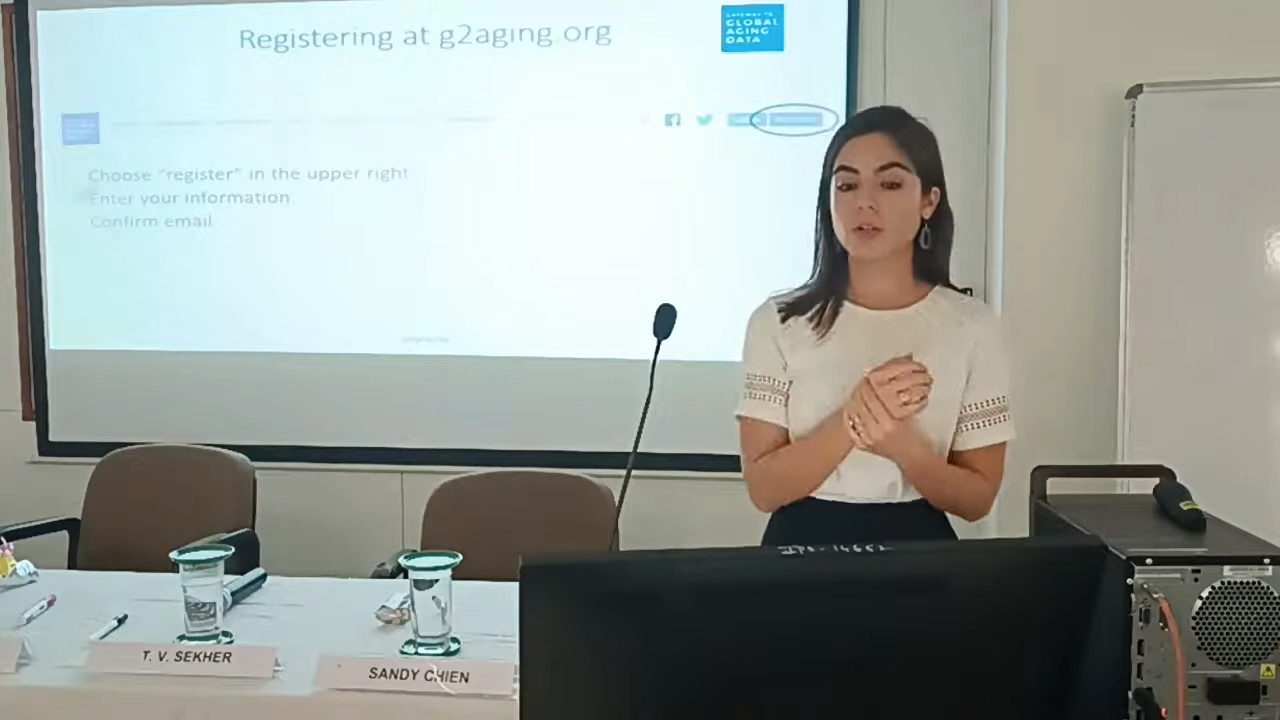 Registering at g2aging.org
GATEWAY TO
GLOBAL
AGING
DATA
Choose "register" in the upper right
Enter your information
Confirm email
T. V. SEKHER
SANDY CHIEN